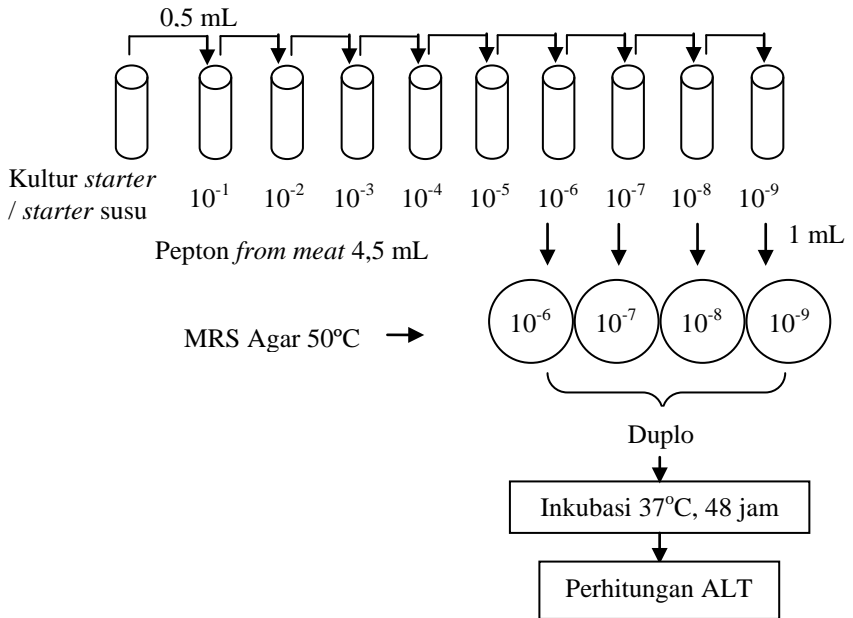 0,5 mL
Kultur starter
/ starter susu
10⁻¹ 10⁻² 10⁻³ 10⁻⁴ 10⁻⁵ 10⁻⁶ 10⁻⁷ 10⁻⁸ 10⁻⁹
Pepton from meat 4,5 mL
1 mL
10⁻⁶ 10⁻⁷ 10⁻⁸ 10⁻⁹
MRS Agar 50ºC
Duplo
Inkubasi 37°C, 48 jam
Perhitungan ALT